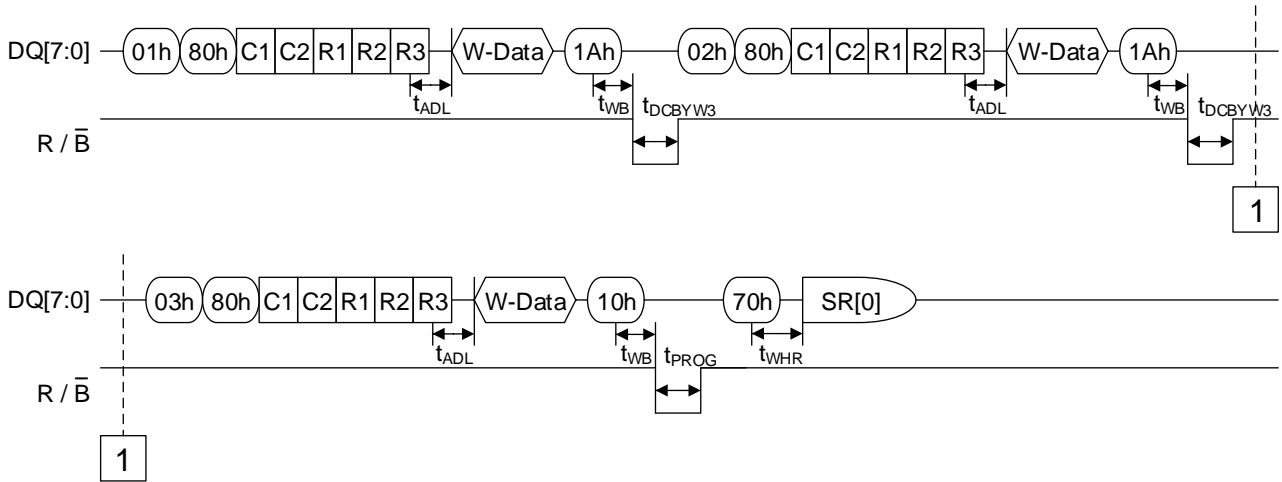 DQ[7:0] 01h 80h C1 C2 R1 R2 R3 W-Data 1Ah 02h 80h C1 C2 R1 R2 R3 W-Data 1Ah
tADL tWB tDCBYW3 tADL tWB tDCBYW3
R / B̅
1
DQ[7:0] 03h 80h C1 C2 R1 R2 R3 W-Data 10h 70h SR[0]
tADL tWB tPROG tWHR
R / B̅
1